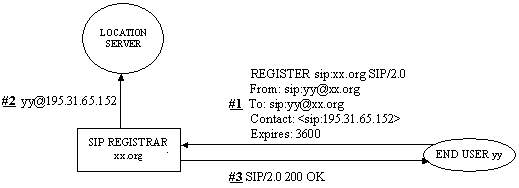 LOCATION
SERVER
REGISTER sip:xx.org SIP/2.0
From: sip:yy@xx.org
#2 yy@195.31.65.152
#1 To: sip:yy@xx.org
Contact: <sip:195.31.65.152>
Expires: 3600
SIP REGISTRAR
xx.org
END USER yy
#3 SIP/2.0 200 OK